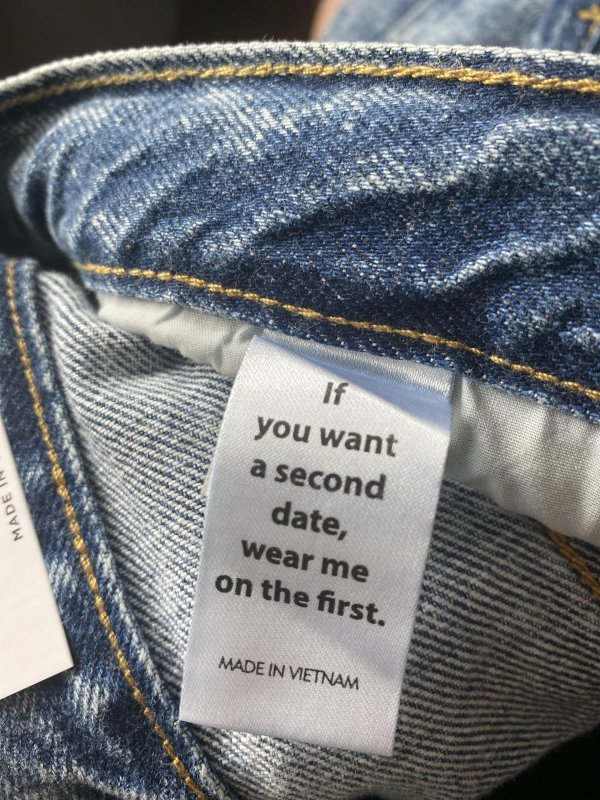 If
you want
a second
date,
wear me
on the first.
MADE IN VIETNAM
MADE IN